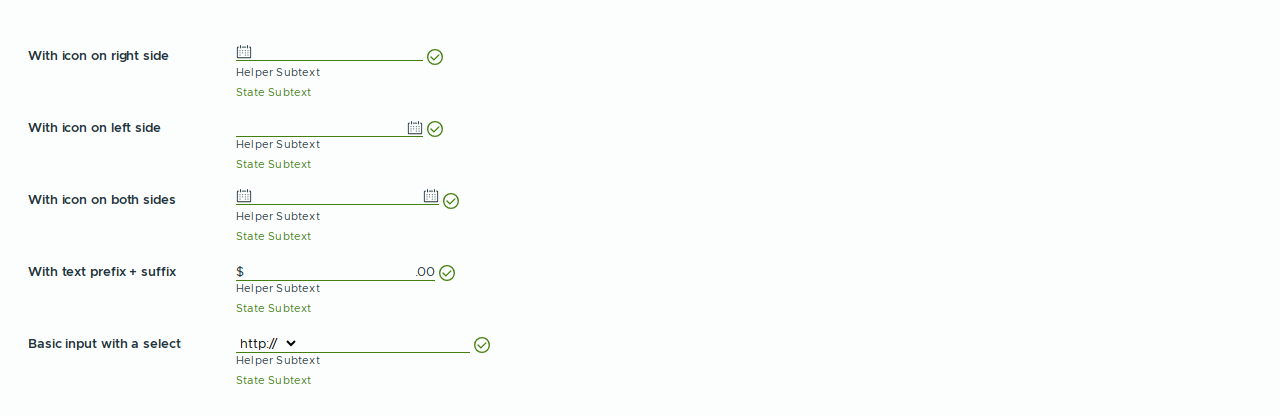 With icon on right side
Helper Subtext
State Subtext
With icon on left side
Helper Subtext
State Subtext
With icon on both sides
Helper Subtext
State Subtext
With text prefix + suffix $ .00
Helper Subtext
State Subtext
Basic input with a select http://
Helper Subtext
State Subtext